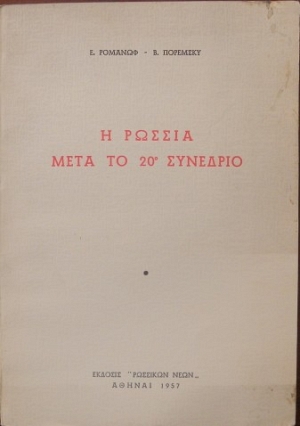 Ε. ΡΟΜΑΝΩΦ - Β. ΠΟΡΕΜΣΚΥ
Η ΡΩΣΣΙΑ
ΜΕΤΑ ΤΟ 20ο ΣΥΝΕΔΡΙΟ
ΕΚΔΟΣΙΣ "ΡΩΣΣΙΚΩΝ ΝΕΩΝ„
ΑΘΗΝΑΙ 1957